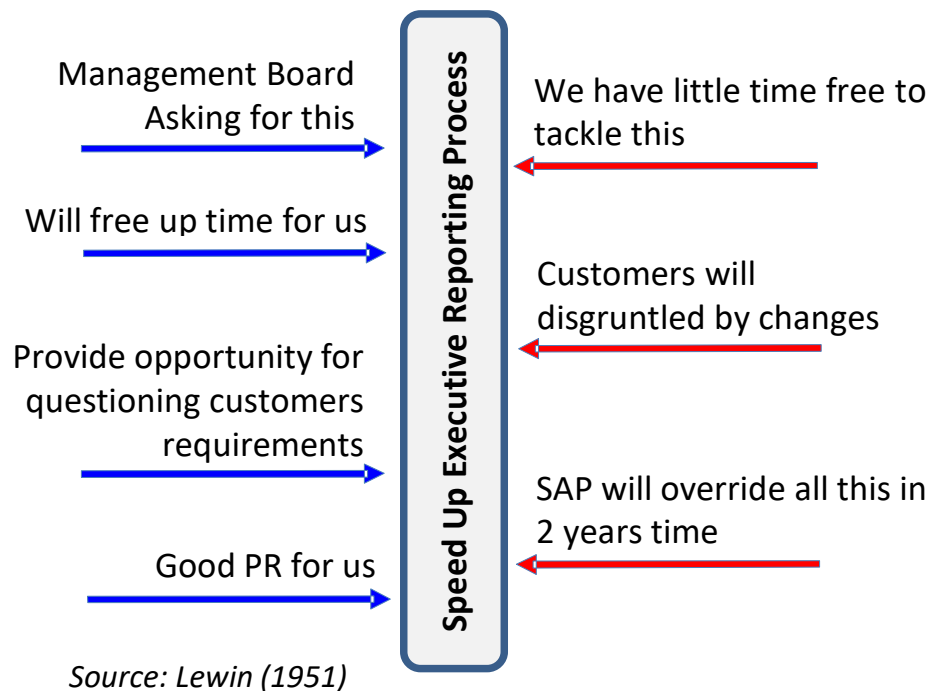 Management Board
Asking for this
Will free up time for us
Provide opportunity for
questioning customers
requirements
Good PR for us
Speed Up Executive Reporting Process
We have little time free to
tackle this
Customers will
disgruntled by changes
SAP will override all this in
2 years time
Source: Lewin (1951)